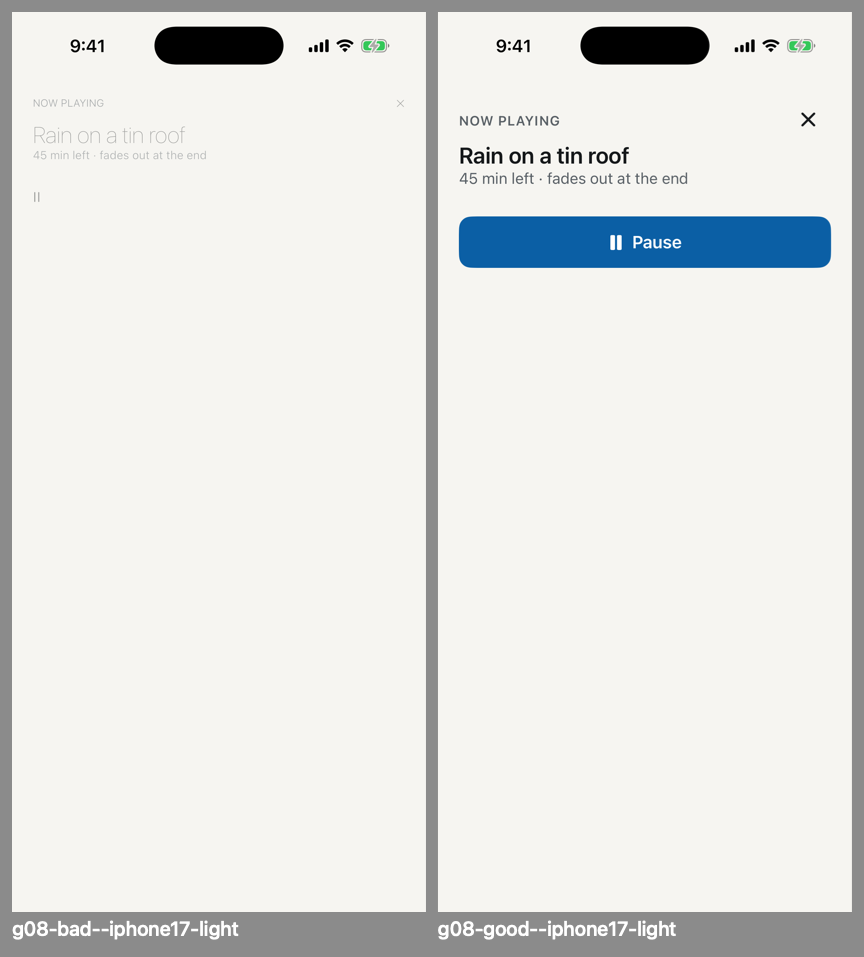 9:41
NOW PLAYING
Rain on a tin roof
45 min left · fades out at the end
9:41
NOW PLAYING
Rain on a tin roof
45 min left · fades out at the end
Pause
g08-bad--iphone17-light
g08-good--iphone17-light